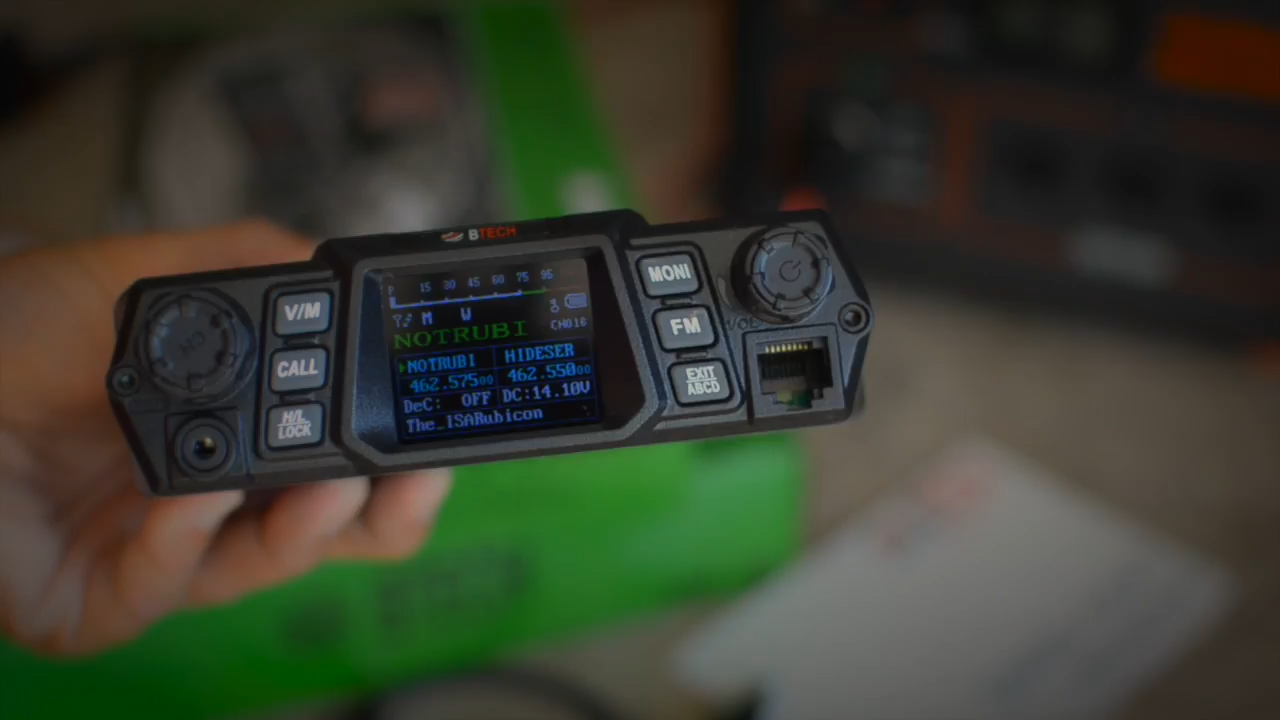 BTECH
P 15 30 45 60 75 95
M W
NOTRUBI CH016
NOTRUBI HIDESER
462.57500 462.55000
DeC: OFF DC:14.10V
The_ISARubicon
V/M
CALL
H/L
LOCK
MONI
FM
EXIT
ABCD
VOL
CH